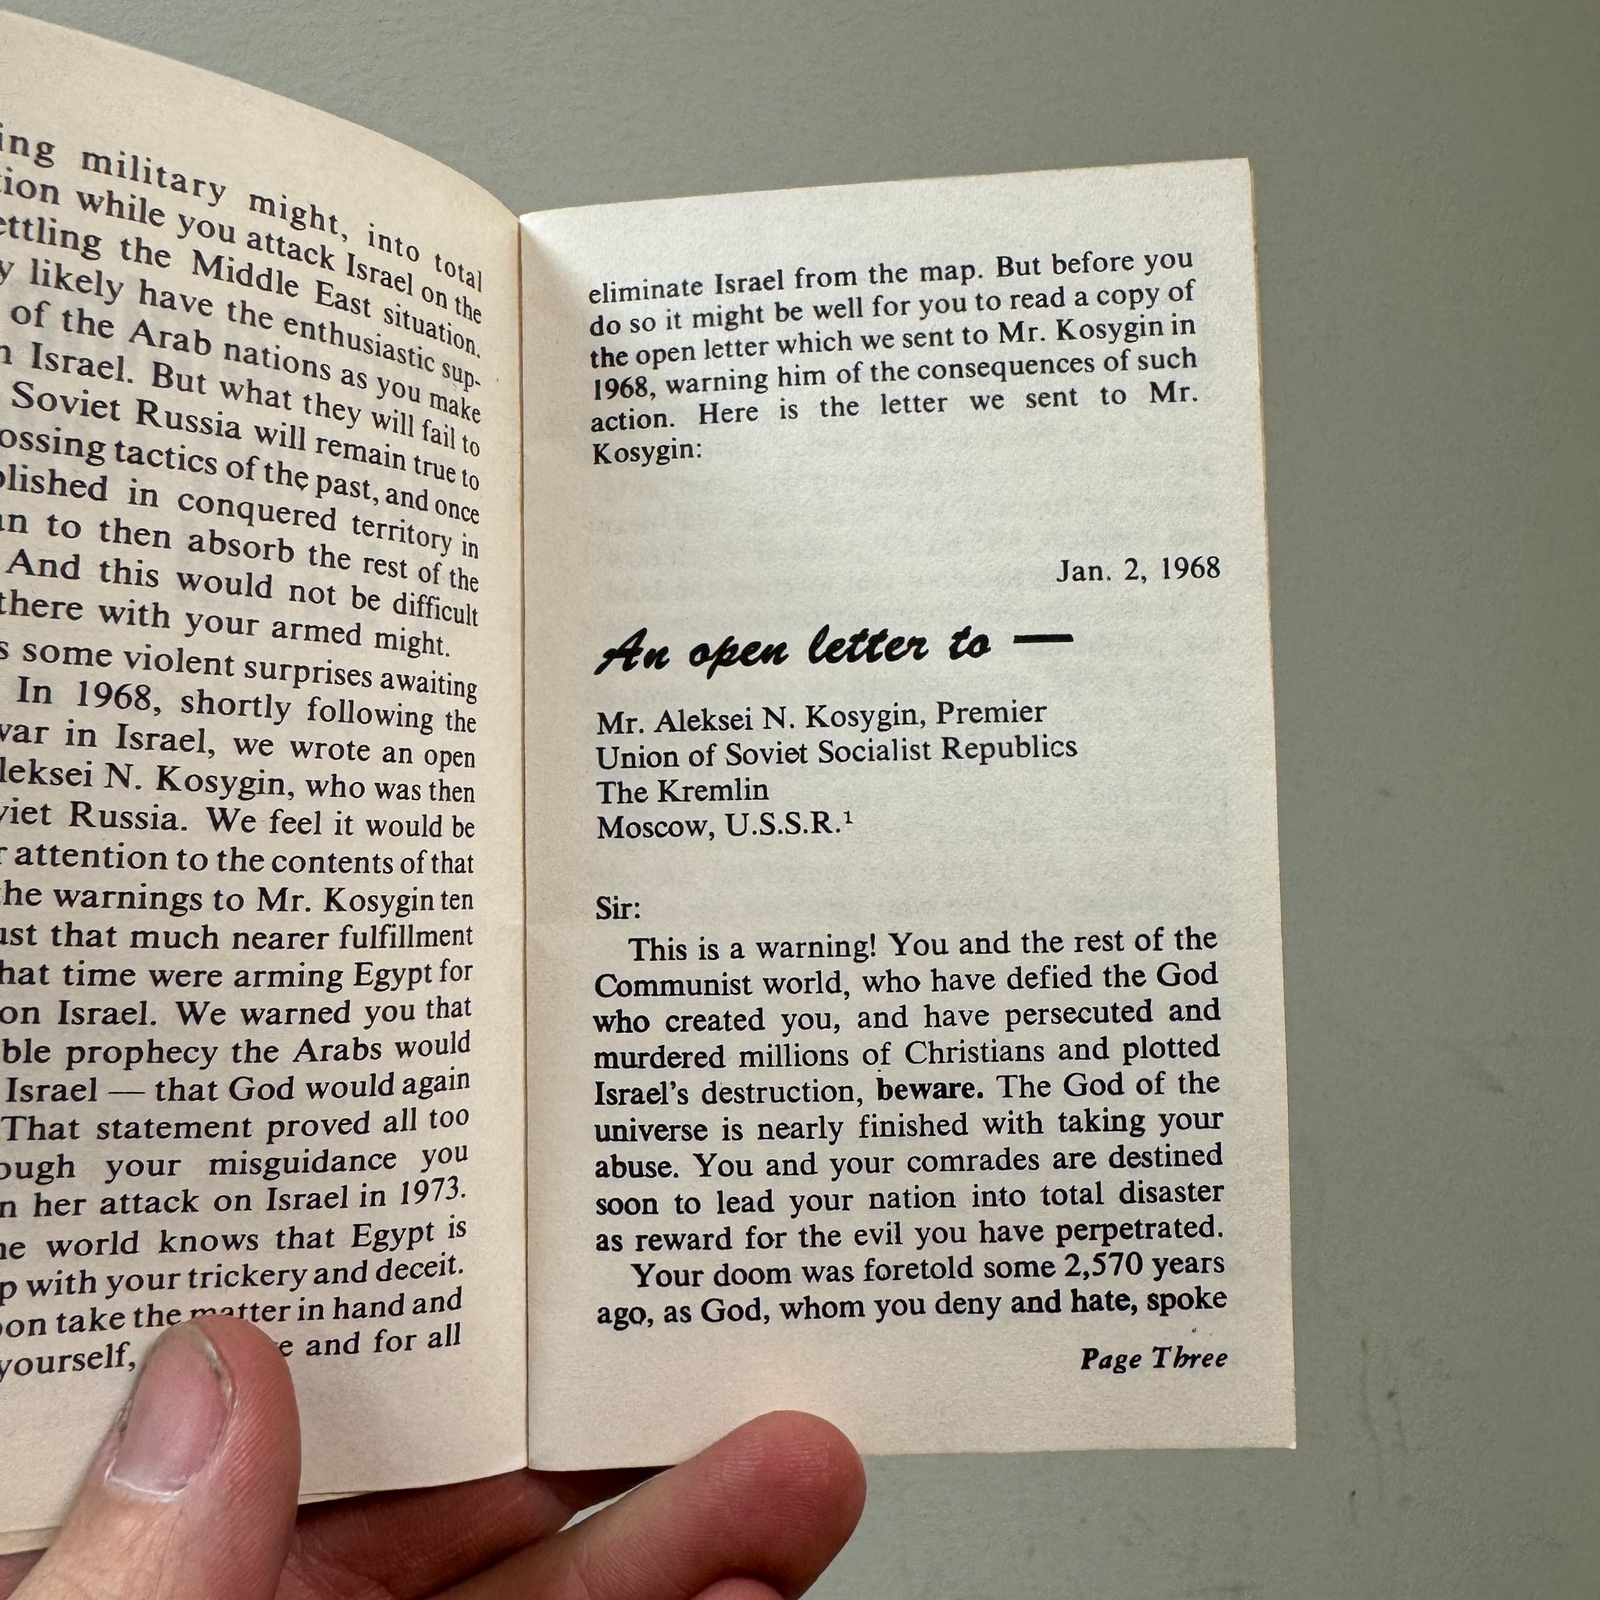 military might, into total
while you attack Israel on the
the Middle East situation.
likely have the enthusiastic sup-
of the Arab nations as you make
Israel. But what they will fail to
Soviet Russia will remain true to
tactics of the past, and once
in conquered territory in
to then absorb the rest of the
And this would not be difficult
there with your armed might.
some violent surprises awaiting
In 1968, shortly following the
in Israel, we wrote an open
N. Kosygin, who was then
Russia. We feel it would be
attention to the contents of that
the warnings to Mr. Kosygin ten
that much nearer fulfillment
that time were arming Egypt for
on Israel. We warned you that
prophecy the Arabs would
Israel — that God would again
That statement proved all too
your misguidance you
her attack on Israel in 1973.
world knows that Egypt is
with your trickery and deceit.
take the matter in hand and
yourself, and for all
eliminate Israel from the map. But before you
do so it might be well for you to read a copy of
the open letter which we sent to Mr. Kosygin in
1968, warning him of the consequences of such
action. Here is the letter we sent to Mr.
Kosygin:
Jan. 2, 1968
An open letter to —
Mr. Aleksei N. Kosygin, Premier
Union of Soviet Socialist Republics
The Kremlin
Moscow, U.S.S.R.¹
Sir:
This is a warning! You and the rest of the
Communist world, who have defied the God
who created you, and have persecuted and
murdered millions of Christians and plotted
Israel's destruction, beware. The God of the
universe is nearly finished with taking your
abuse. You and your comrades are destined
soon to lead your nation into total disaster
as reward for the evil you have perpetrated.
Your doom was foretold some 2,570 years
ago, as God, whom you deny and hate, spoke
Page Three